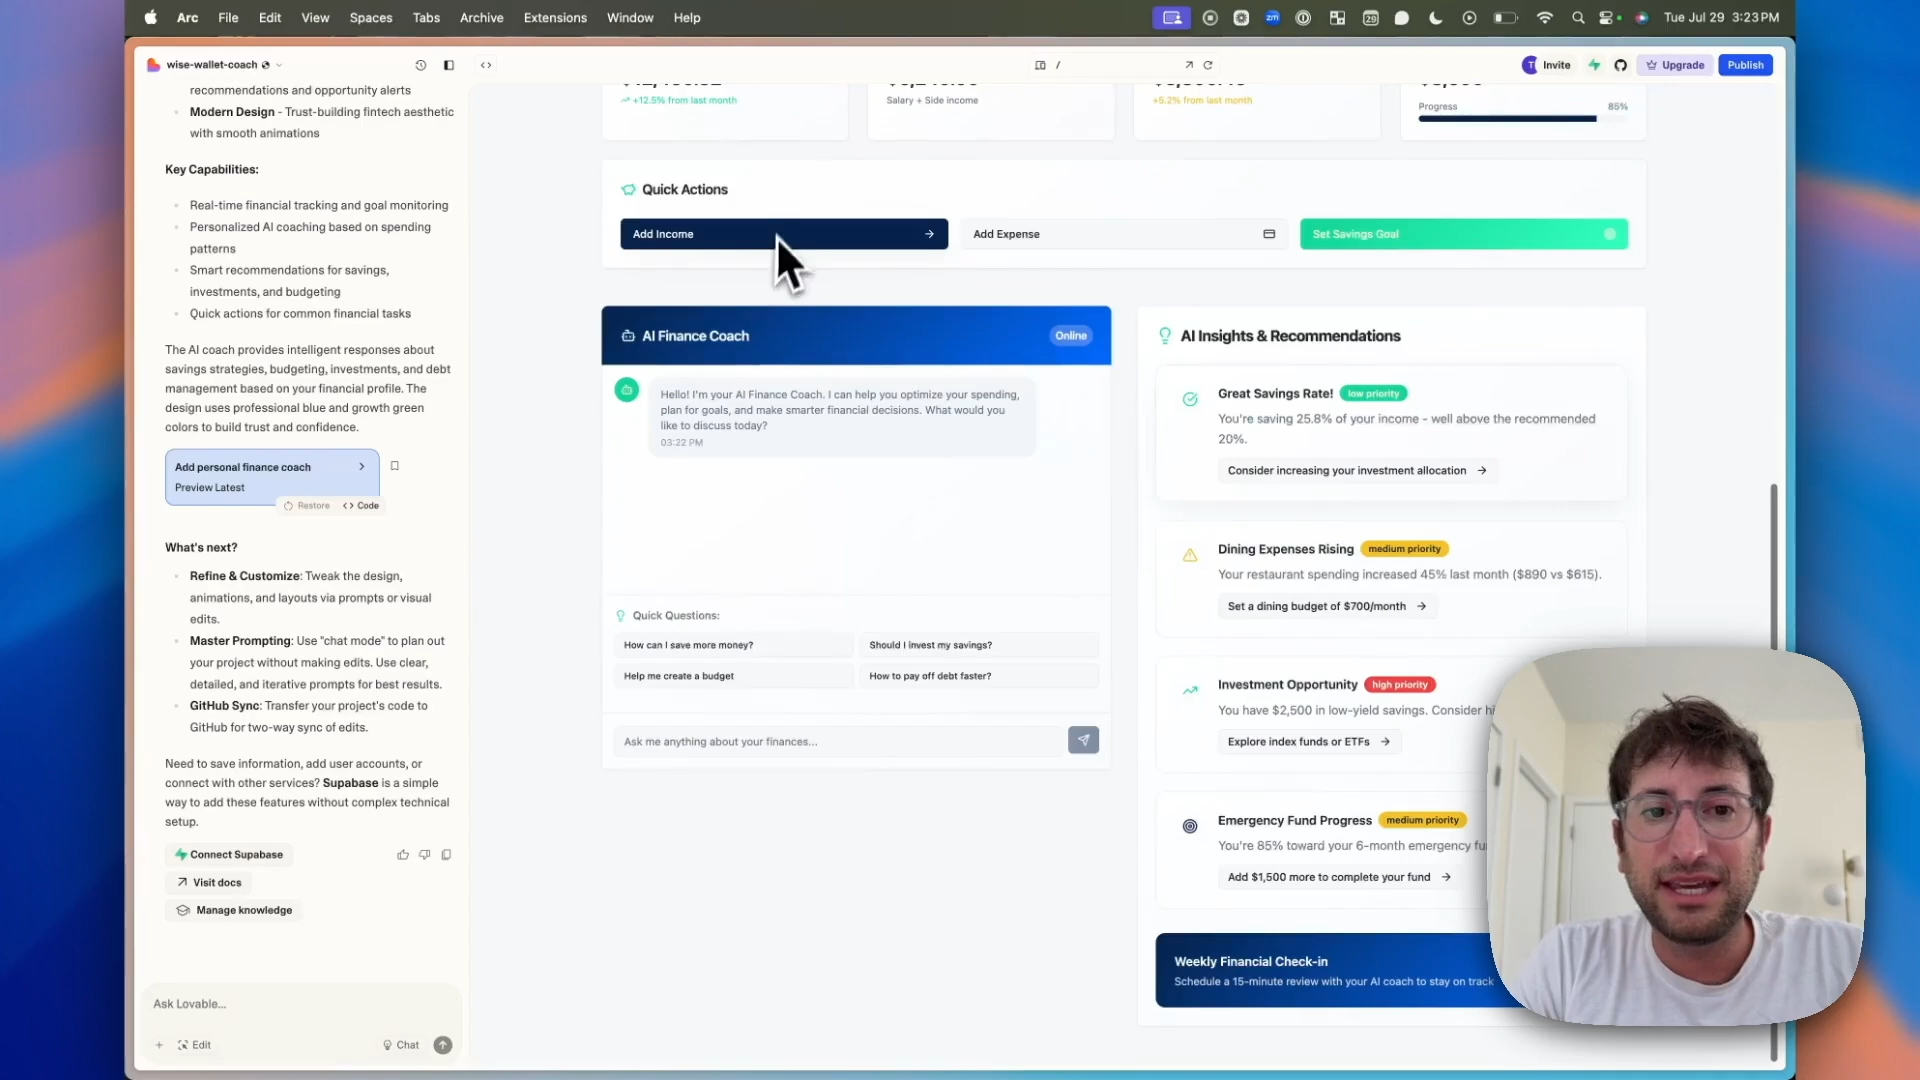 Arc File Edit View Spaces Tabs Archive Extensions Window Help
zm
29
Tue Jul 29 3:23 PM
wise-wallet-coach
/
T Invite
Upgrade
Publish
recommendations and opportunity alerts
Modern Design - Trust-building fintech aesthetic
with smooth animations
Key Capabilities:
Real-time financial tracking and goal monitoring
Personalized AI coaching based on spending
patterns
Smart recommendations for savings,
investments, and budgeting
Quick actions for common financial tasks
The AI coach provides intelligent responses about
savings strategies, budgeting, investments, and debt
management based on your financial profile. The
design uses professional blue and growth green
colors to build trust and confidence.
Add personal finance coach
Preview Latest
Restore
Code
What's next?
Refine & Customize: Tweak the design,
animations, and layouts via prompts or visual
edits.
Master Prompting: Use "chat mode" to plan out
your project without making edits. Use clear,
detailed, and iterative prompts for best results.
GitHub Sync: Transfer your project's code to
GitHub for two-way sync of edits.
Need to save information, add user accounts, or
connect with other services? Supabase is a simple
way to add these features without complex technical
setup.
Connect Supabase
Visit docs
Manage knowledge
Ask Lovable...
Edit
Chat
+12.5% from last month
Salary + Side income
+5.2% from last month
Progress
85%
Quick Actions
Add Income
Add Expense
Set Savings Goal
AI Finance Coach
Online
Hello! I'm your AI Finance Coach. I can help you optimize your spending,
plan for goals, and make smarter financial decisions. What would you
like to discuss today?
03:22 PM
Quick Questions:
How can I save more money?
Should I invest my savings?
Help me create a budget
How to pay off debt faster?
Ask me anything about your finances...
AI Insights & Recommendations
Great Savings Rate! low priority
You're saving 25.8% of your income - well above the recommended
20%.
Consider increasing your investment allocation
Dining Expenses Rising medium priority
Your restaurant spending increased 45% last month ($890 vs $615).
Set a dining budget of $700/month
Investment Opportunity high priority
You have $2,500 in low-yield savings. Consider
Explore index funds or ETFs
Emergency Fund Progress medium priority
You're 85% toward your 6-month emergency
Add $1,500 more to complete your fund
Weekly Financial Check-in
Schedule a 15-minute review with your AI coach to stay on track